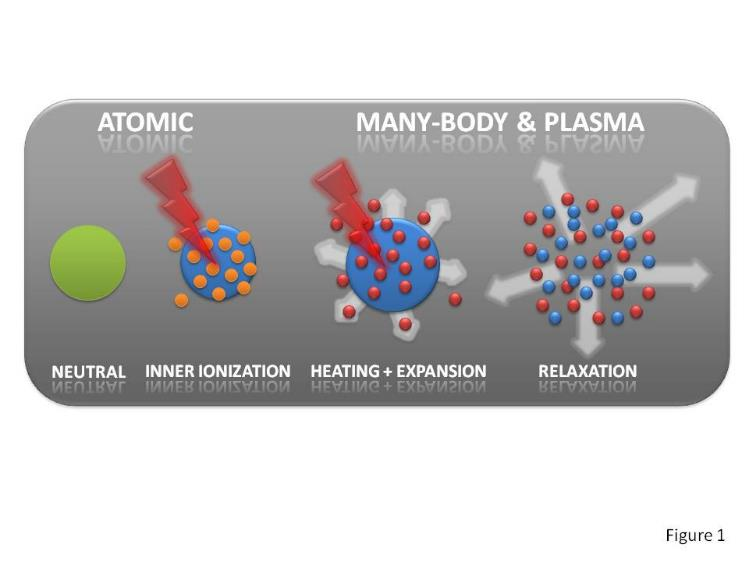 ATOMIC
MANY-BODY & PLASMA
NEUTRAL
INNER IONIZATION
HEATING + EXPANSION
RELAXATION
Figure 1